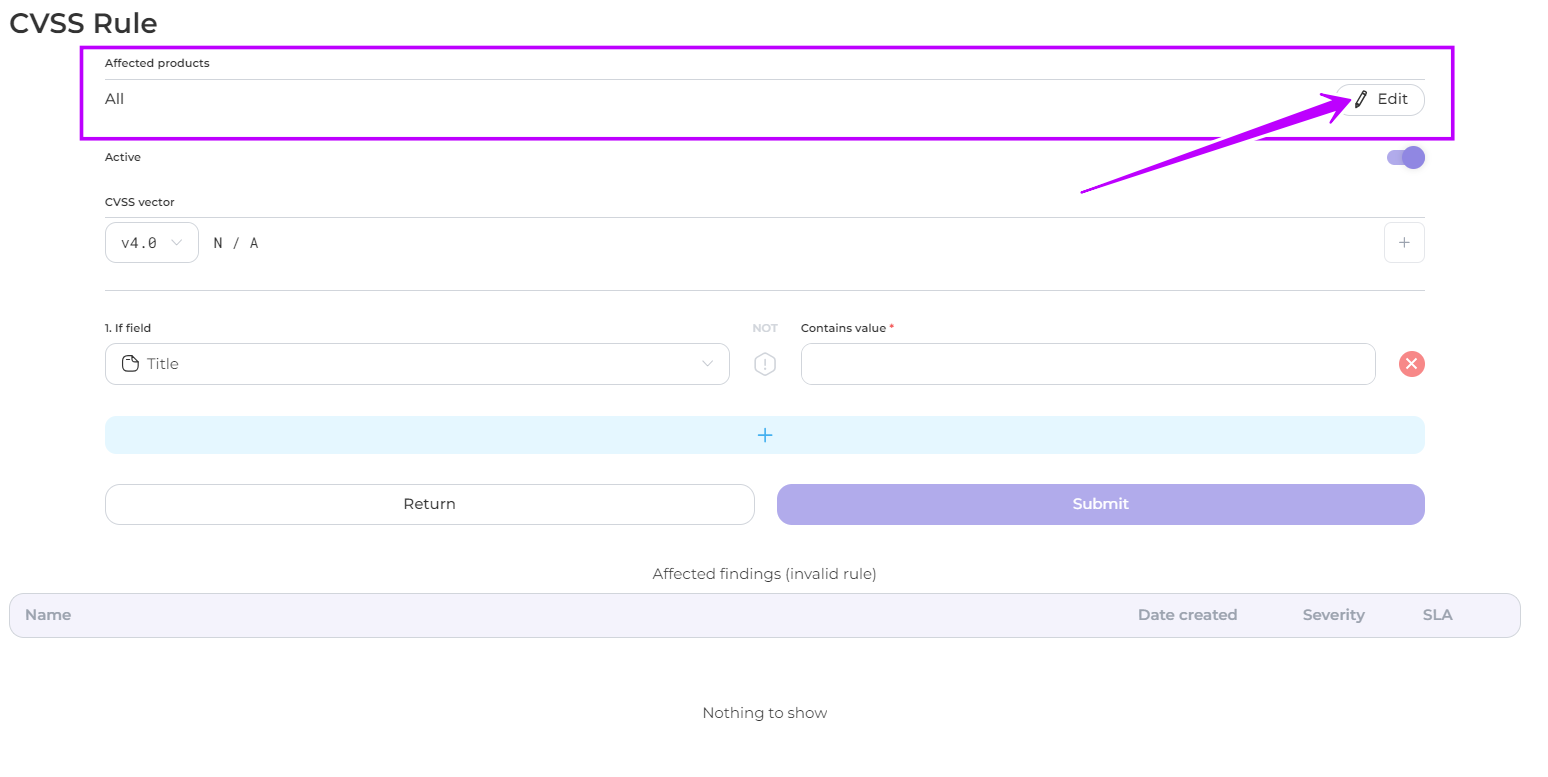 CVSS Rule
Affected products
All
Edit
Active
CVSS vector
v4.0 N / A
1. If field NOT Contains value *
Title
Return Submit
Affected findings (invalid rule)
Name Date created Severity SLA
Nothing to show